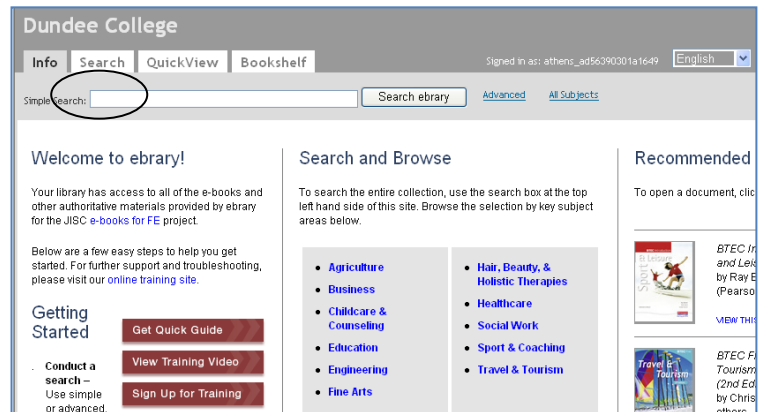 Dundee College
Info Search QuickView Bookshelf
Signed in as: athens_ad56390301a1649 English
Simple Search: Search ebrary Advanced All Subjects
Welcome to ebrary!
Your library has access to all of the e-books and
other authoritative materials provided by ebrary
for the JISC e-books for FE project.
Below are a few easy steps to help you get
started. For further support and troubleshooting,
please visit our online training site.
Getting
Started
Get Quick Guide
View Training Video
Sign Up for Training
. Conduct a
search –
Use simple
or advanced.
Search and Browse
To search the entire collection, use the search box at the top
left hand side of this site. Browse the selection by key subject
areas below.
• Agriculture
• Business
• Childcare &
Counseling
• Education
• Engineering
• Fine Arts
• Hair, Beauty, &
Holistic Therapies
• Healthcare
• Social Work
• Sport & Coaching
• Travel & Tourism
Recommended
To open a document, clic
Sport & Leisure
BTEC
and Leis
by Ray
(Pearso
VIEW THIS
Travel &
Tourism
BTEC
Tourism
(2nd Ed
by Chris
others